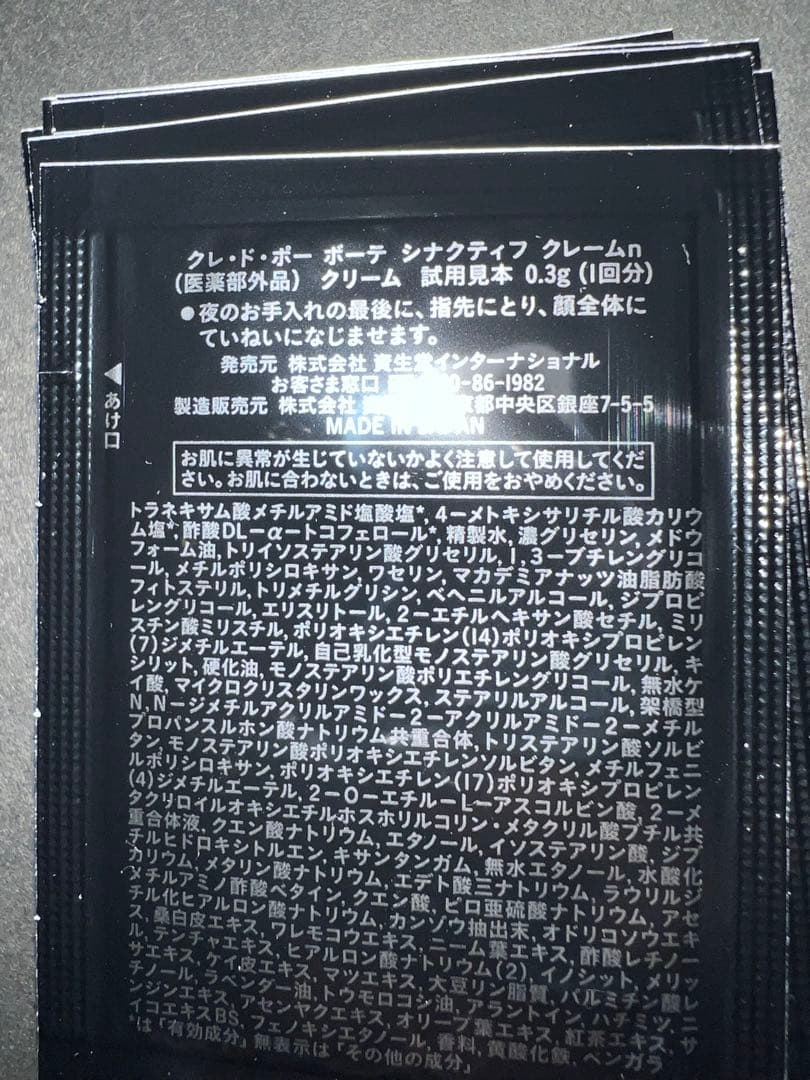 クレ・ド・ポー ボーテ シナクティフ クレームn
(医薬部外品) クリーム 試用見本 0.3g (1回分)
●夜のお手入れの最後に、指先にとり、顔全体に
ていねいになじませます。
発売元 株式会社 資生堂インターナショナル
お客さま窓口 0-86-1982
製造販売元 株式会社 資 京都中央区銀座7-5-5
MADE IN JAPAN
あけ口
お肌に異常が生じていないかよく注意して使用してくだ
さい。お肌に合わないときは、ご使用をおやめください。
トラネキサム酸メチルアミド塩酸塩*, 4ーメトキシサリチル酸カリウ
ム塩*, 酢酸DLーαートコフェロール*, 精製水, 濃グリセリン, メドウ
フォーム油, トリイソステアリン酸グリセリル, 1, 3ーブチレングリコ
ール, メチルポリシロキサン, ワセリン, マカデミアナッツ油脂肪酸
フィトステリル, トリメチルグリシン, ベヘニルアルコール, ジプロピ
レングリコール, エリスリトール, 2ーエチルヘキサン酸セチル, ミリ
スチン酸ミリスチル, ポリオキシエチレン(14)ポリオキシプロピレン
(7)ジメチルエーテル, 自己乳化型モノステアリン酸グリセリル, キ
シリット, 硬化油, モノステアリン酸ポリエチレングリコール, 無水ケ
イ酸, マイクロクリスタリンワックス, ステアリルアルコール, 架橋型
N, Nージメチルアクリルアミドー2ーアクリルアミドー2ーメチル
プロパンスルホン酸ナトリウム共重合体, トリステアリン酸ソルビ
タン, モノステアリン酸ポリオキシエチレンソルビタン, メチルフェニ
ルポリシロキサン, ポリオキシエチレン(17)ポリオキシプロピレン
(4)ジメチルエーテル, 2ーOーエチルーLーアスコルビン酸, 2ーメ
タクリロイルオキシエチルホスホリルコリン・メタクリル酸ブチル共
重合体液, クエン酸ナトリウム, エタノール, イソステアリン酸, ジブ
チルヒドロキシトルエン, キサンタンガム, 無水エタノール, 水酸化
カリウム, メタリン酸ナトリウム, エデト酸三ナトリウム, ラウリルジ
メチルアミノ酢酸ベタイン, クエン酸, ピロ亜硫酸ナトリウム, アセ
チル化ヒアルロン酸ナトリウム, カンゾウ抽出末, オドリコソウエキ
ス, 桑白皮エキス, ワレモコウエキス, ニーム葉エキス, 酢酸レチノー
ル, テンチャエキス, ヒアルロン酸ナトリウム(2), イノシット, メリッ
サエキス, ケイ皮エキス, マツエキス, 大豆リン脂質, パルミチン酸レ
チノール, ラベンダー油, トウモロコシ油, アラントイン, ハチミツ, ニ
ンジンエキス, アセンヤクエキス, オリーブ葉エキス, 紅茶エキス, サ
イコエキスBS, フェノキシエタノール, 香料, 黄酸化鉄, ベンガラ
*は「有効成分」無表示は「その他の成分」